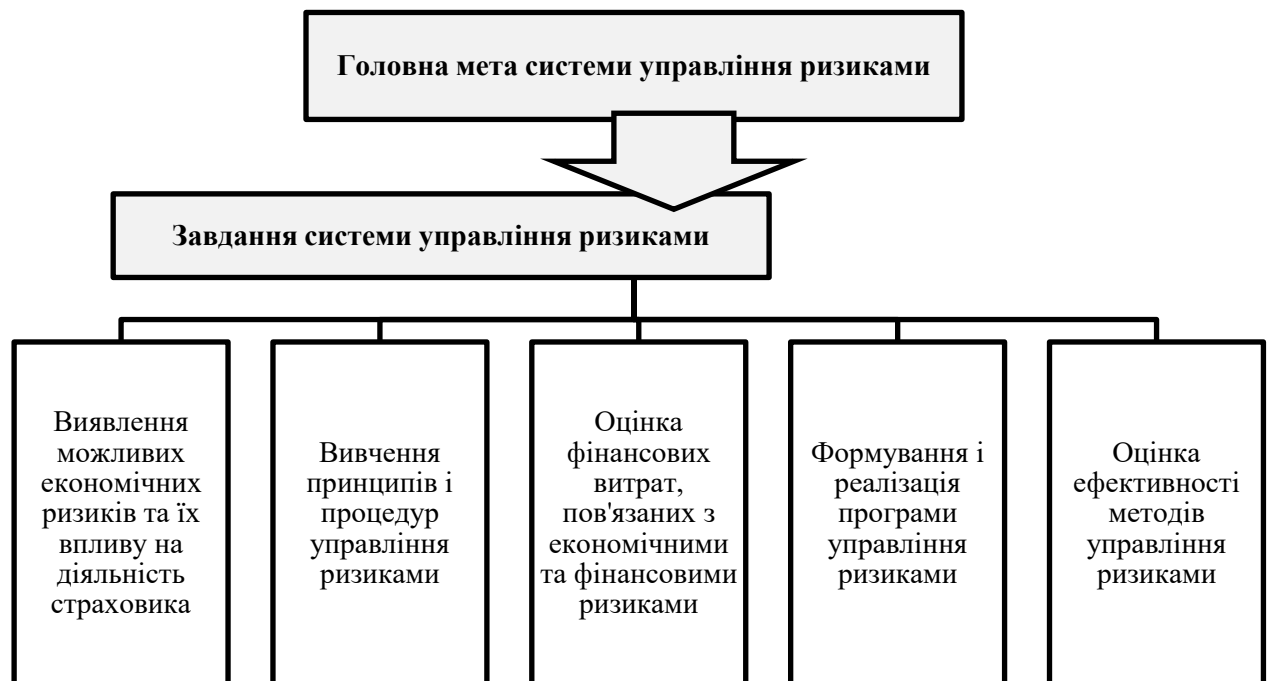 Головна мета системи управління ризиками
Завдання системи управління ризиками
Виявлення
можливих
економічних
ризиків та їх
впливу на
діяльність
страховика
Вивчення
принципів і
процедур
управління
ризиками
Оцінка
фінансових
витрат,
пов'язаних з
економічними
та фінансовими
ризиками
Формування і
реалізація
програми
управління
ризиками
Оцінка
ефективності
методів
управління
ризиками